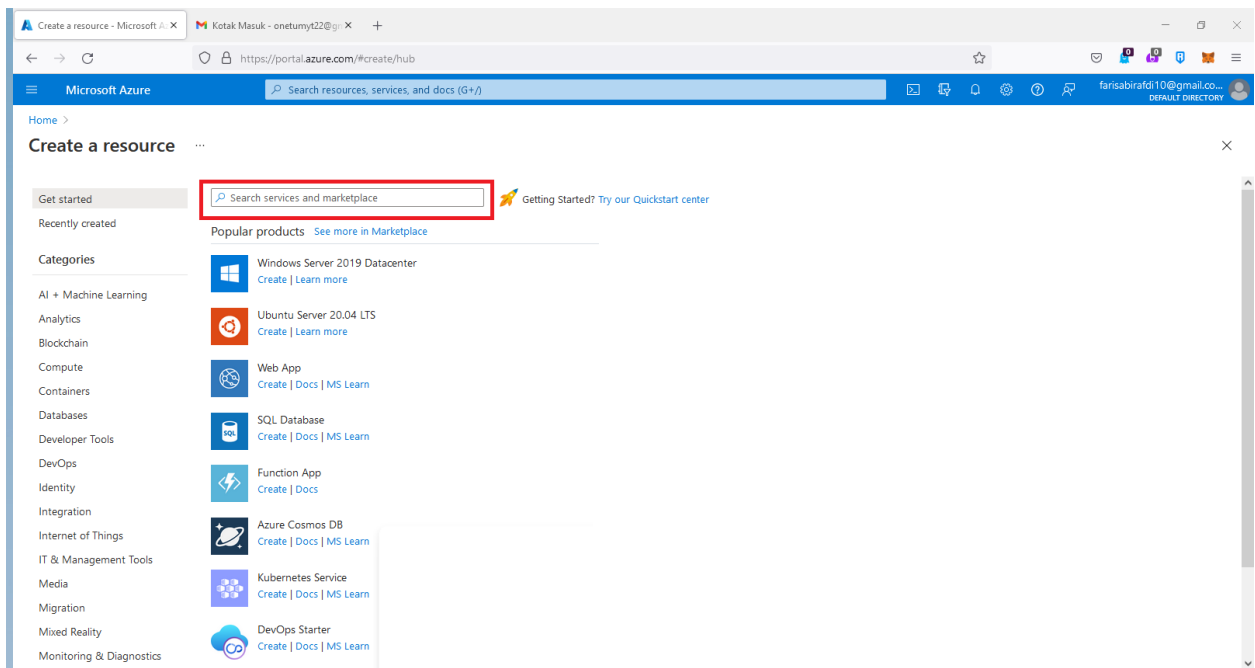 Create a resource - Microsoft A
Kotak Masuk - onetumyt22@gm
https://portal.azure.com/#create/hub
0
0
Microsoft Azure
Search resources, services, and docs (G+/)
farisabirafdi10@gmail.co...
DEFAULT DIRECTORY
Home >
Create a resource ...
Get started
Recently created
Categories
AI + Machine Learning
Analytics
Blockchain
Compute
Containers
Databases
Developer Tools
DevOps
Identity
Integration
Internet of Things
IT & Management Tools
Media
Migration
Mixed Reality
Monitoring & Diagnostics
Search services and marketplace
Getting Started? Try our Quickstart center
Popular products See more in Marketplace
Windows Server 2019 Datacenter
Create | Learn more
Ubuntu Server 20.04 LTS
Create | Learn more
Web App
Create | Docs | MS Learn
SQL
SQL Database
Create | Docs | MS Learn
Function App
Create | Docs
Azure Cosmos DB
Create | Docs | MS Learn
Kubernetes Service
Create | Docs | MS Learn
DevOps Starter
Create | Docs | MS Learn